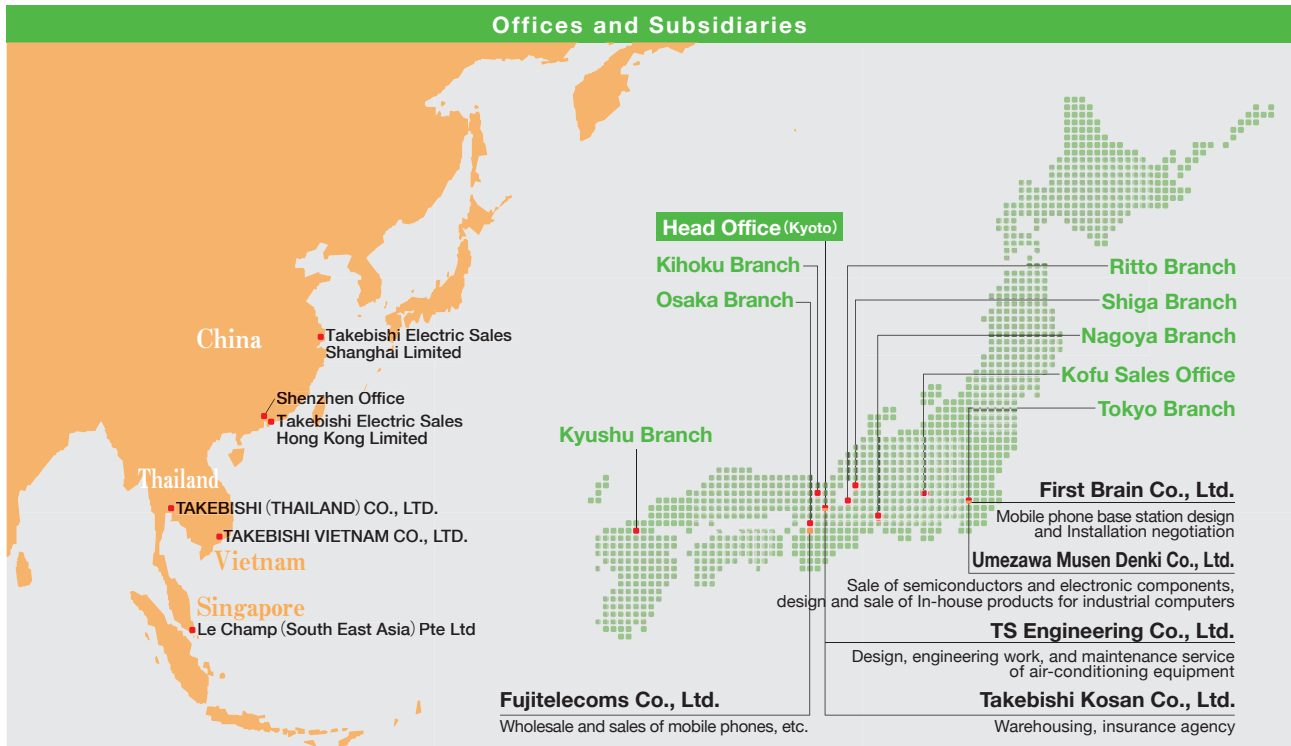 Offices and Subsidiaries
China
Takebishi Electric Sales
Shanghai Limited
Shenzhen Office
Takebishi Electric Sales
Hong Kong Limited
Thailand
TAKEBISHI (THAILAND) CO., LTD.
TAKEBISHI VIETNAM CO., LTD.
Vietnam
Singapore
Le Champ (South East Asia) Pte Ltd
Head Office (Kyoto)
Kihoku Branch
Osaka Branch
Kyushu Branch
Ritto Branch
Shiga Branch
Nagoya Branch
Kofu Sales Office
Tokyo Branch
First Brain Co., Ltd.
Mobile phone base station design
and Installation negotiation
Umezawa Musen Denki Co., Ltd.
Sale of semiconductors and electronic components,
design and sale of In-house products for industrial computers
TS Engineering Co., Ltd.
Design, engineering work, and maintenance service
of air-conditioning equipment
Fujitelecoms Co., Ltd.
Wholesale and sales of mobile phones, etc.
Takebishi Kosan Co., Ltd.
Warehousing, insurance agency